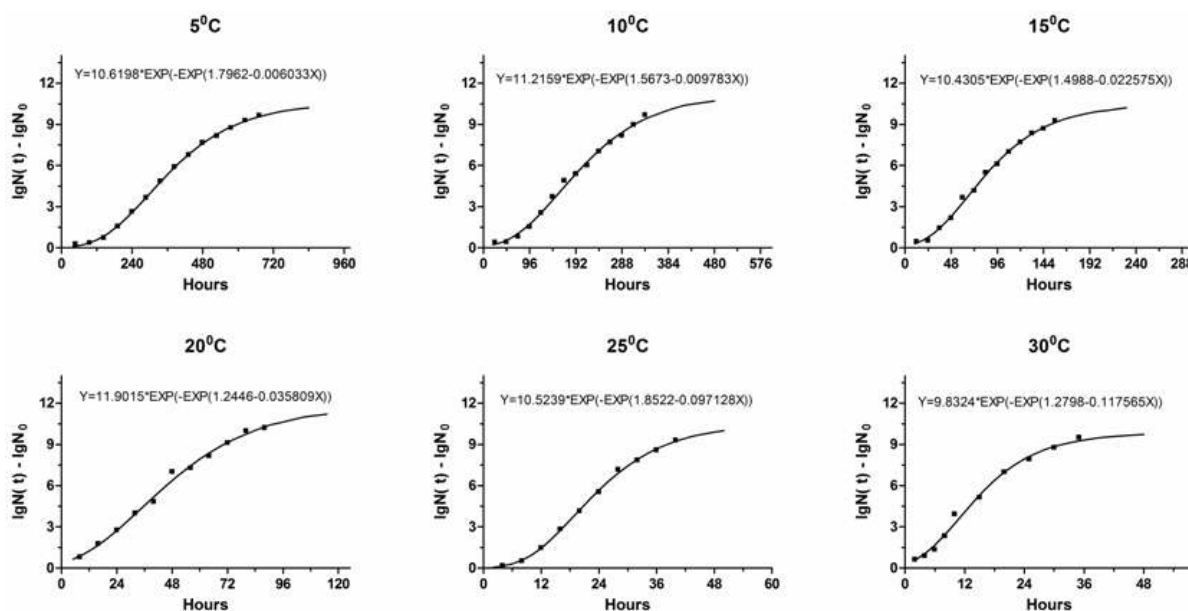 5⁰C
Y=10.6198*EXP(-EXP(1.7962-0.006033X))
12
9
6
3
0
lgN( t) - lgN₀
0 240 480 720 960
Hours
10⁰C
Y=11.2159*EXP(-EXP(1.5673-0.009783X))
12
9
6
3
0
lgN( t) - lgN₀
0 96 192 288 384 480 576
Hours
15⁰C
Y=10.4305*EXP(-EXP(1.4988-0.022575X))
12
9
6
3
0
lgN( t) - lgN₀
0 48 96 144 192 240 288
Hours
20⁰C
Y=11.9015*EXP(-EXP(1.2446-0.035809X))
12
9
6
3
0
lgN( t) - lgN₀
0 24 48 72 96 120
Hours
25⁰C
Y=10.5239*EXP(-EXP(1.8522-0.097128X))
12
9
6
3
0
lgN( t) - lgN₀
0 12 24 36 48 60
Hours
30⁰C
Y=9.8324*EXP(-EXP(1.2798-0.117565X))
12
9
6
3
0
lgN( t) - lgN₀
0 12 24 36 48
Hours